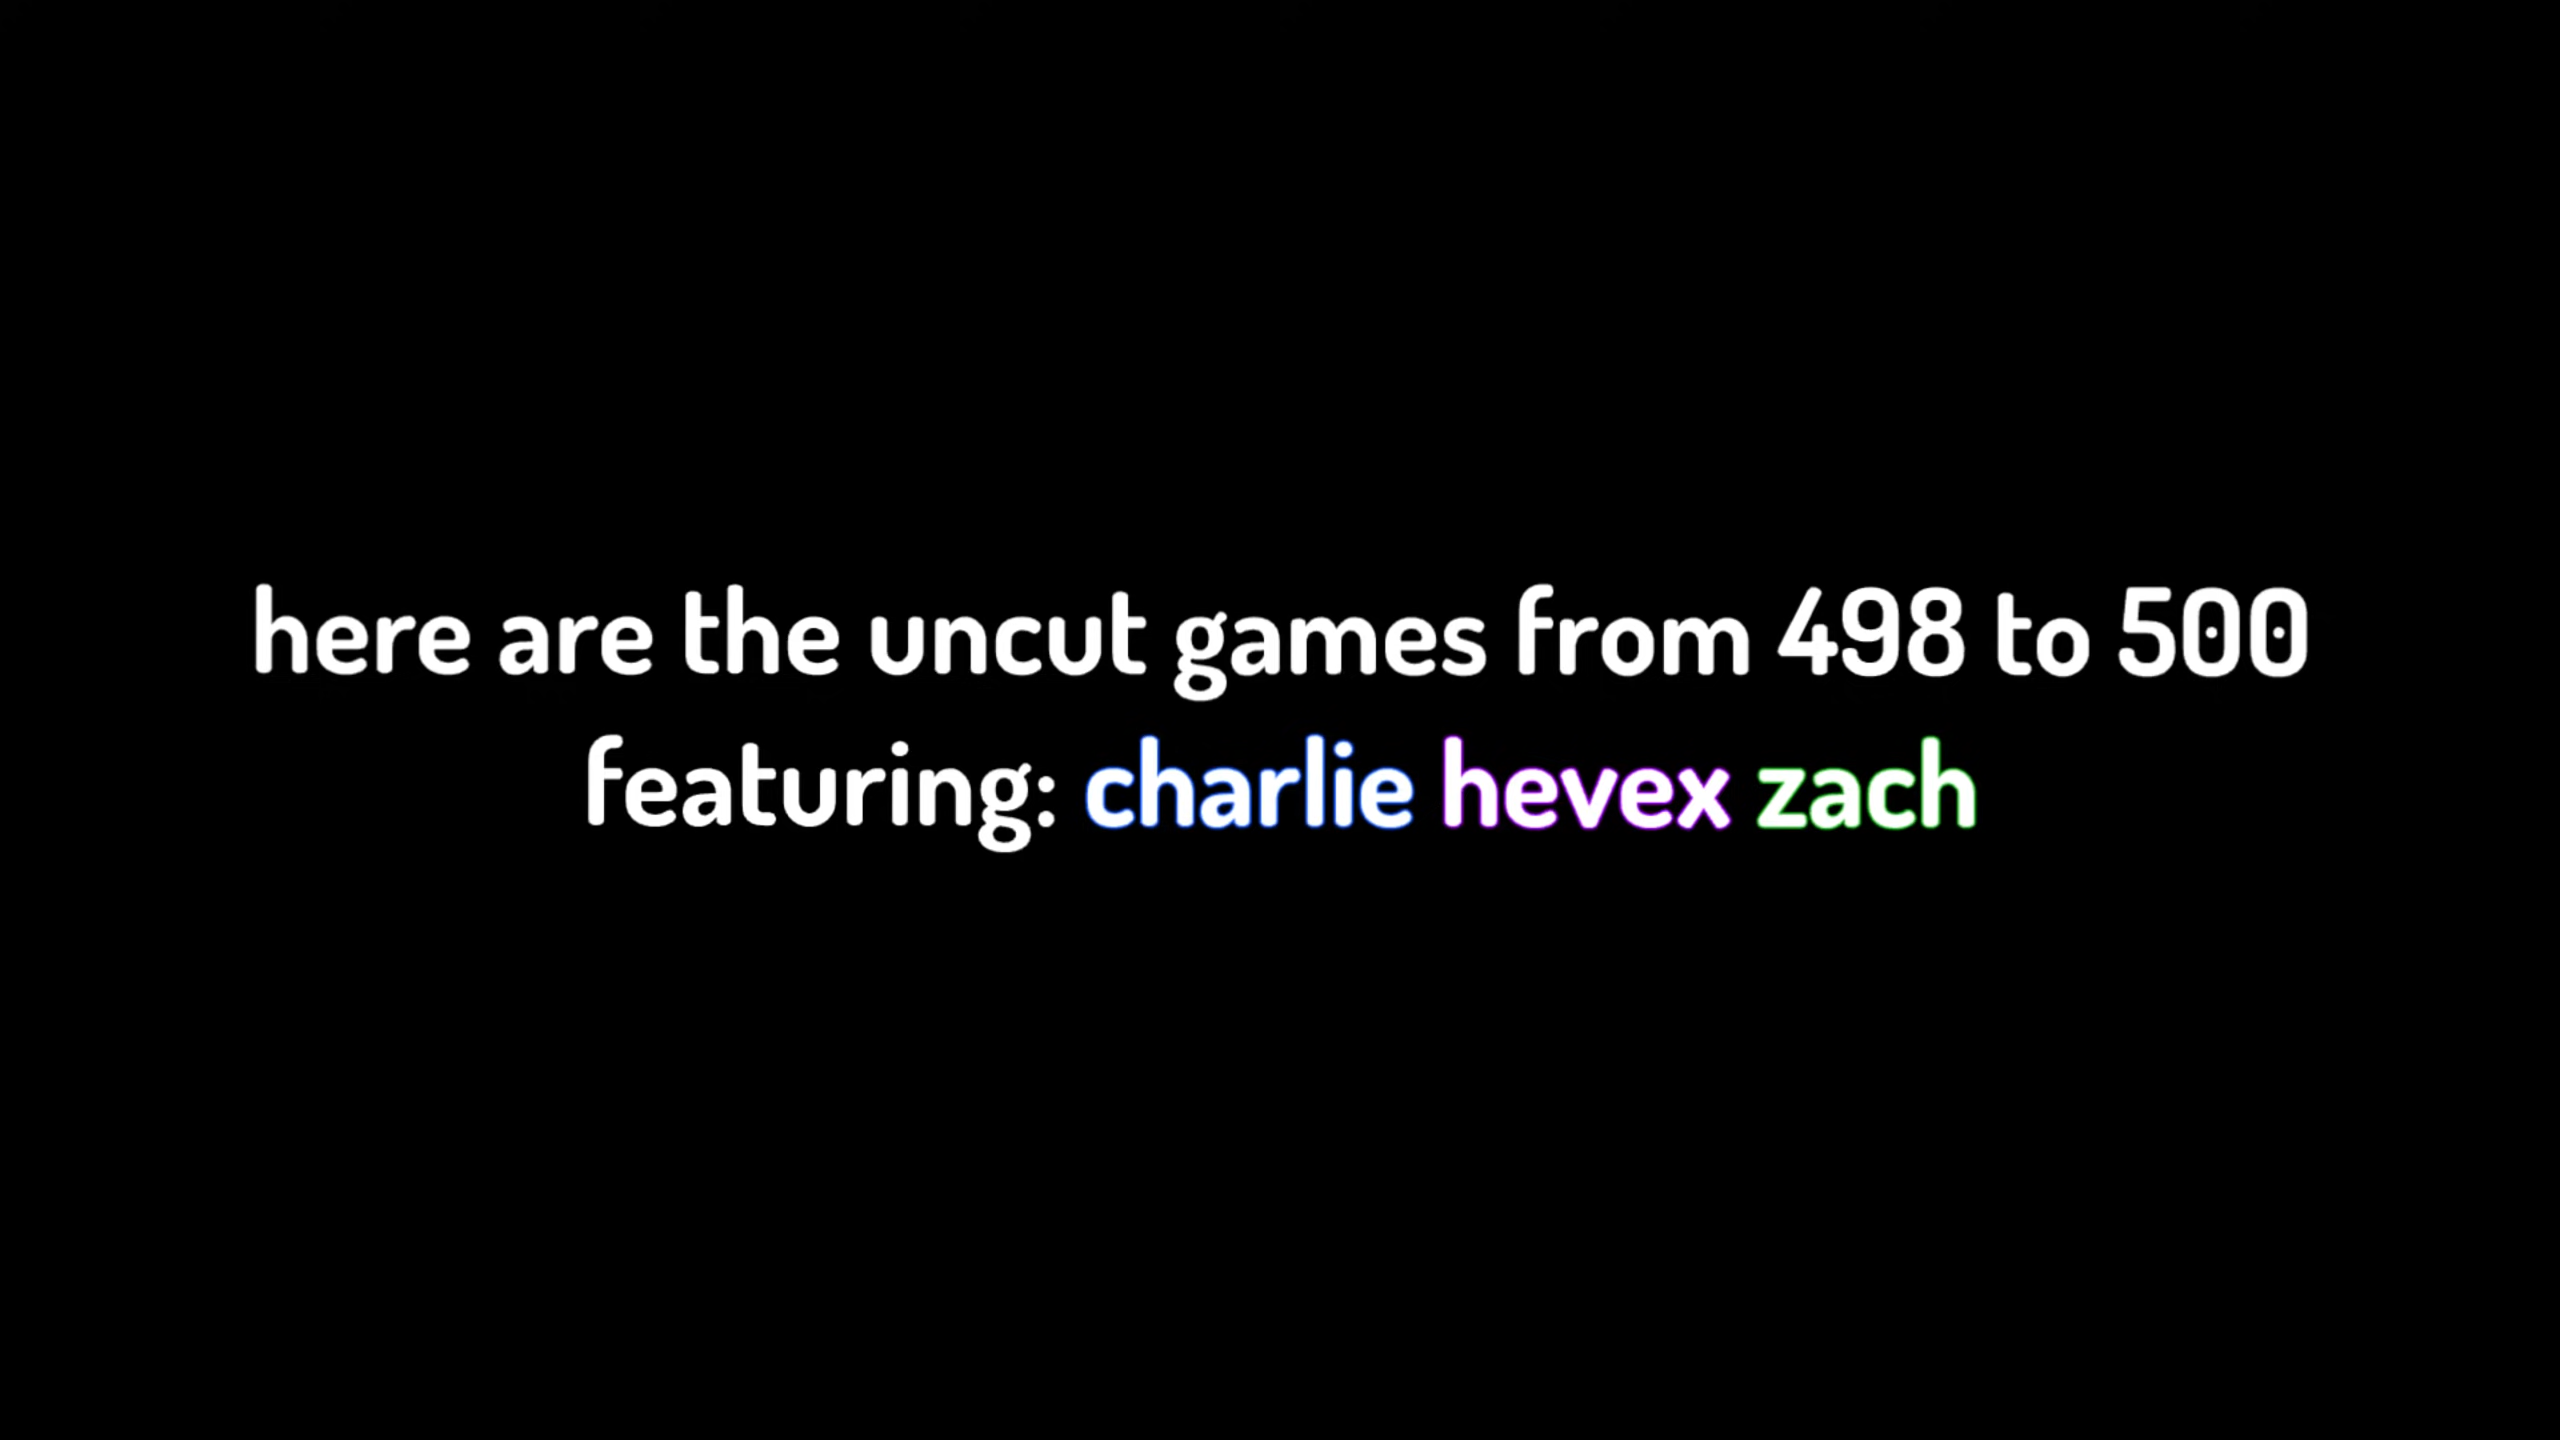 here are the uncut games from 498 to 500
featuring: charlie hevex zach